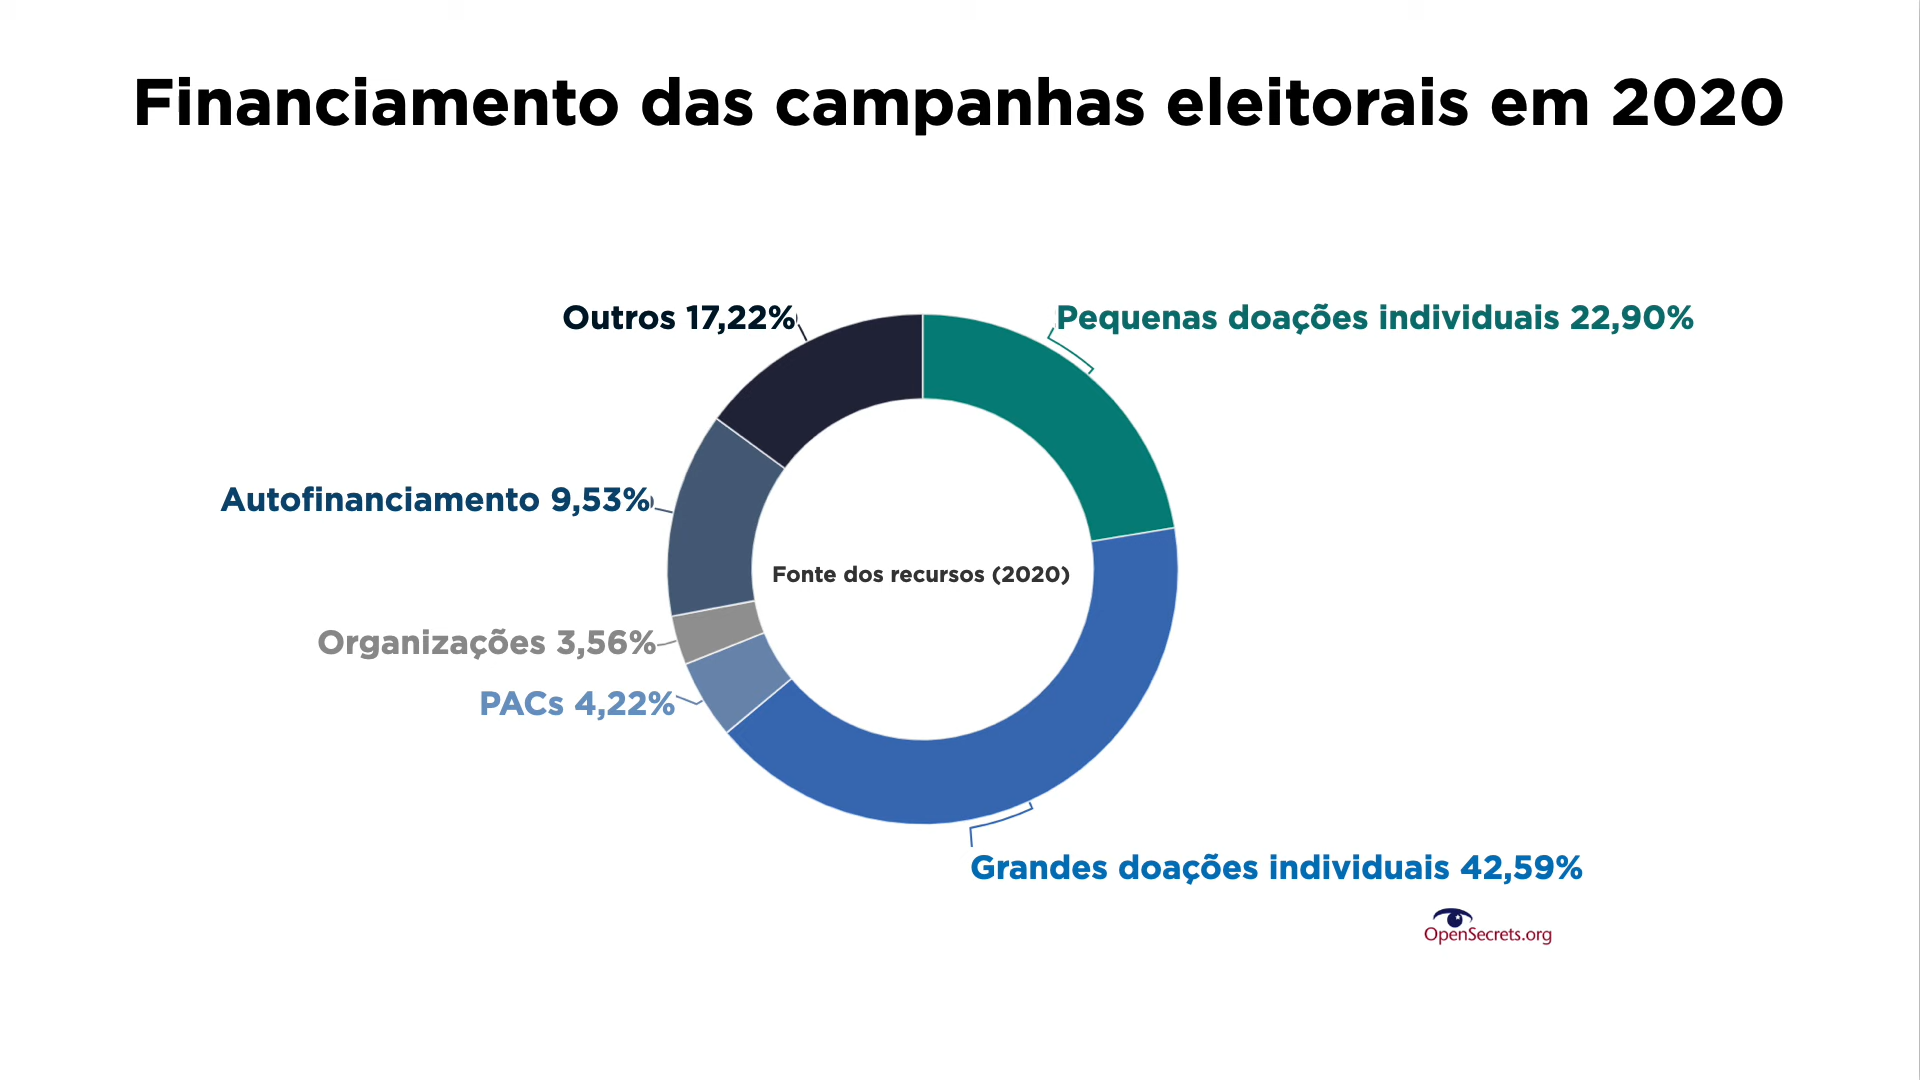 Financiamento das campanhas eleitorais em 2020
Outros 17,22%
Pequenas doações individuais 22,90%
Autofinanciamento 9,53%
Fonte dos recursos (2020)
Organizações 3,56%
PACs 4,22%
Grandes doações individuais 42,59%
OpenSecrets.org